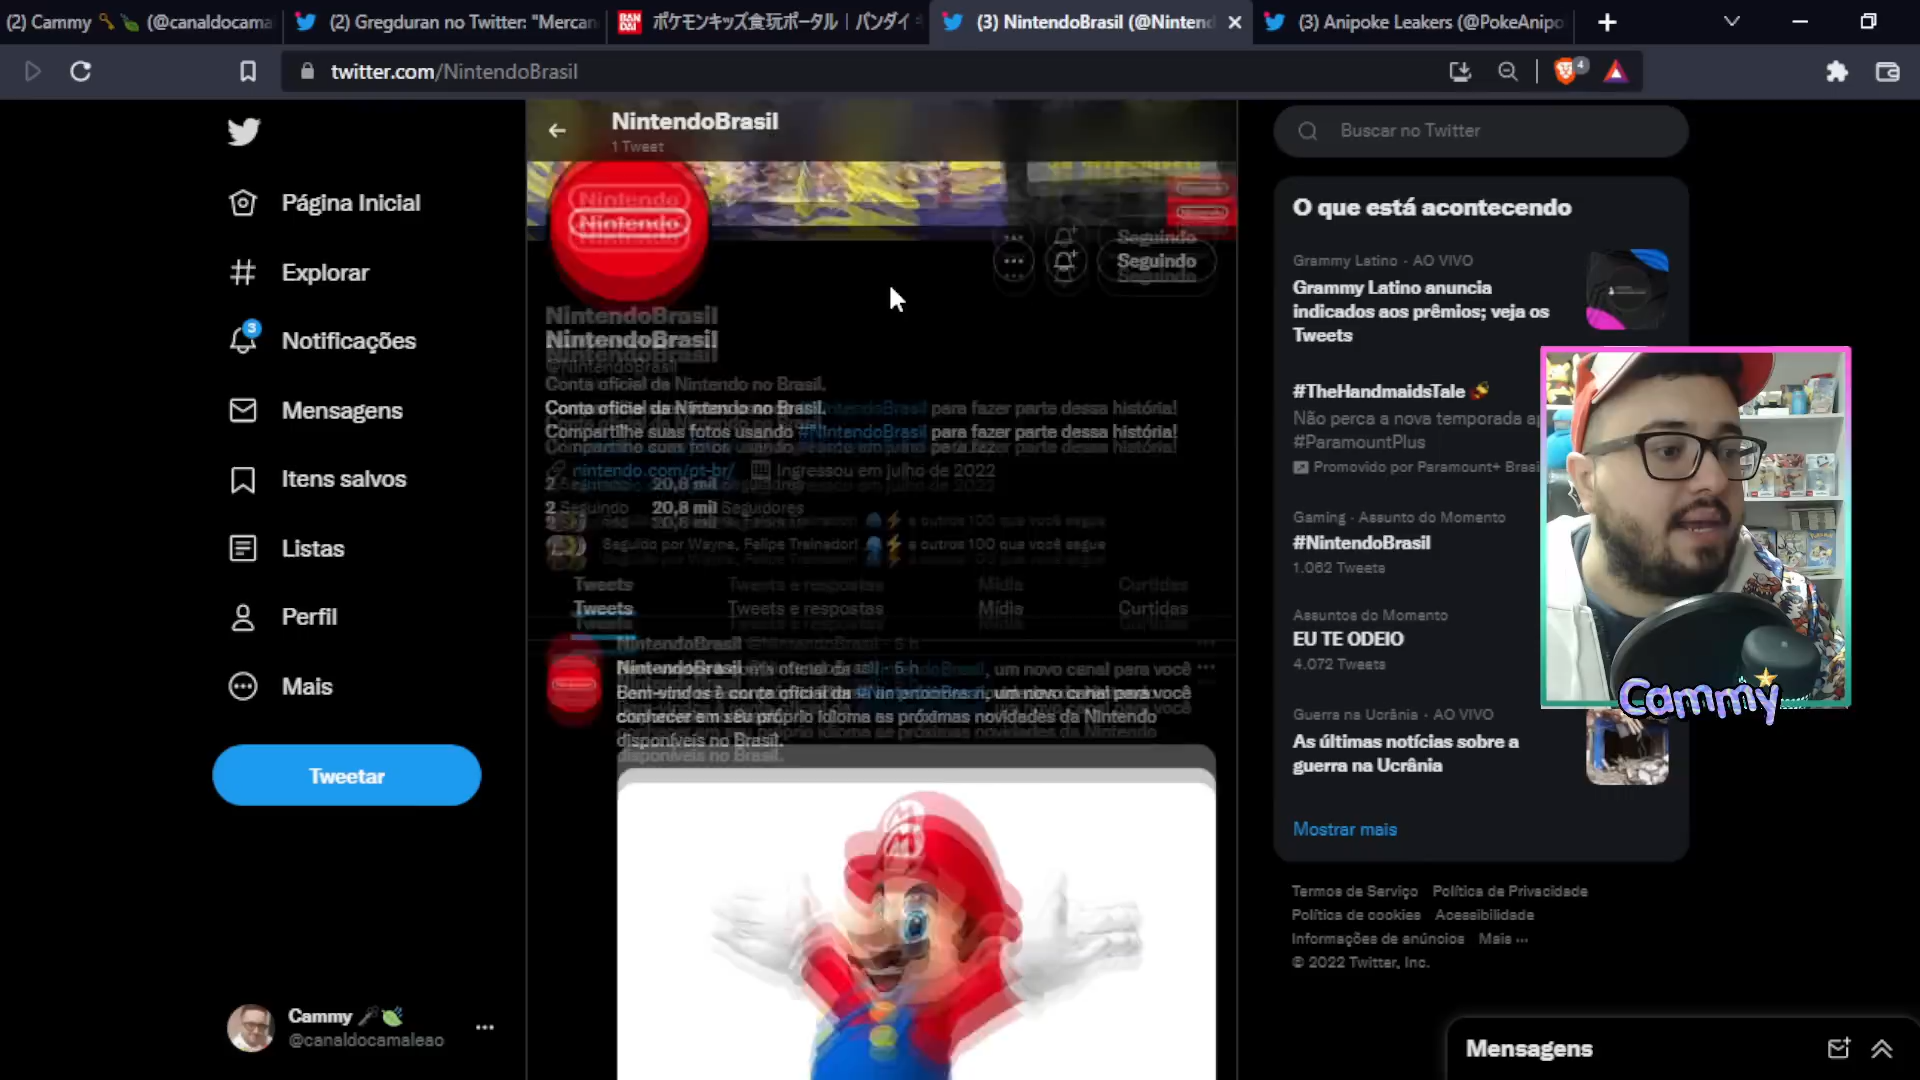 (2) Cammy (@canaldocama
(2) Gregduran no Twitter: "Mercan
BAN DAI
ポケモンキッズ食玩ポータル | バンダイ
(3) NintendoBrasil (@Ninten
(3) Anipoke Leakers (@PokeAnipo
twitter.com/NintendoBrasil
4
NintendoBrasil
1 Tweet
Buscar no Twitter
Página Inicial
Explorar
3
Notificações
Mensagens
Itens salvos
Listas
Perfil
Mais
Tweetar
Cammy
@canaldocamaleao
Nintendo
Seguindo
NintendoBrasil
@NintendoBrasil
Conta oficial da Nintendo no Brasil.
Compartilhe suas fotos usando #NintendoBrasil para fazer parte dessa história!
nintendo.com/pt-br/ Ingressou em julho de 2022
2 Seguindo 20,8 mil Seguidores
Seguido por Wayne, Felipe Treinador! e outros 100 que você segue
Tweets
Tweets e respostas
Mídia
Curtidas
NintendoBrasil @NintendoBrasil · 5 h
Bem-vindos à conta oficial da #NintendoBrasil, um novo canal para você
conhecer em seu próprio idioma as próximas novidades da Nintendo
disponíveis no Brasil.
M
O que está acontecendo
Grammy Latino · AO VIVO
Grammy Latino anuncia
indicados aos prêmios; veja os
Tweets
#TheHandmaidsTale
Não perca a nova temporada
#ParamountPlus
Promovido por Paramount+ Brasi
Gaming · Assunto do Momento
#NintendoBrasil
1.062 Tweets
Assuntos do Momento
EU TE ODEIO
4.072 Tweets
Guerra na Ucrânia · AO VIVO
As últimas notícias sobre a
guerra na Ucrânia
Mostrar mais
Cammy
Termos de Serviço Política de Privacidade
Política de cookies Acessibilidade
Informações de anúncios Mais ···
© 2022 Twitter, Inc.
Mensagens